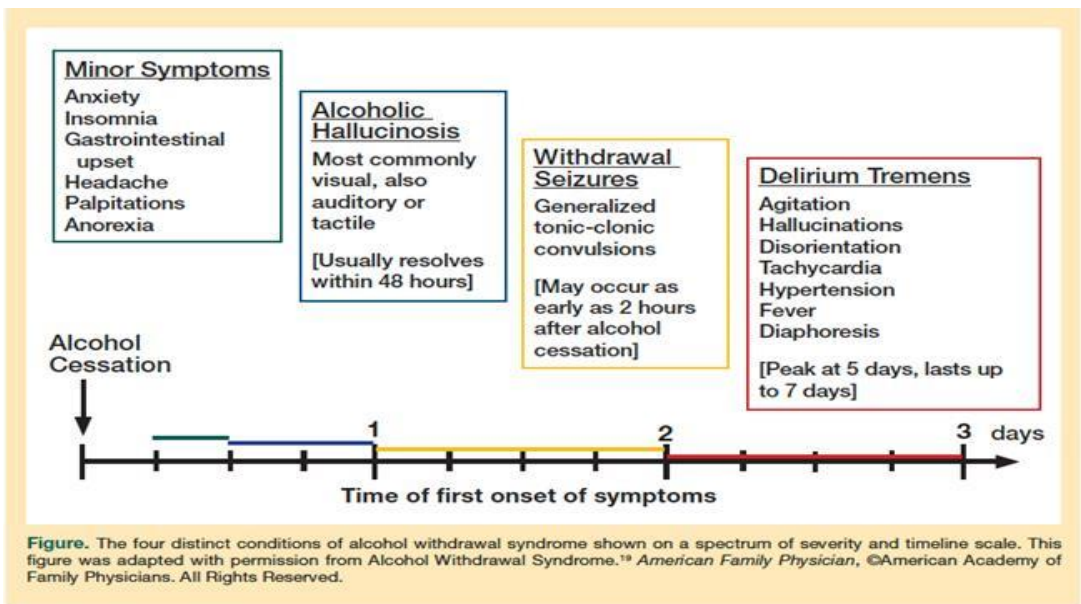 Minor Symptoms
Anxiety
Insomnia
Gastrointestinal
upset
Headache
Palpitations
Anorexia
Alcoholic
Hallucinosis
Most commonly
visual, also
auditory or
tactile
[Usually resolves
within 48 hours]
Withdrawal
Seizures
Generalized
tonic-clonic
convulsions
[May occur as
early as 2 hours
after alcohol
cessation]
Delirium Tremens
Agitation
Hallucinations
Disorientation
Tachycardia
Hypertension
Fever
Diaphoresis
[Peak at 5 days, lasts up
to 7 days]
Alcohol
Cessation
1
2
3 days
Time of first onset of symptoms
Figure. The four distinct conditions of alcohol withdrawal syndrome shown on a spectrum of severity and timeline scale. This
figure was adapted with permission from Alcohol Withdrawal Syndrome.¹⁹ American Family Physician, ©American Academy of
Family Physicians. All Rights Reserved.